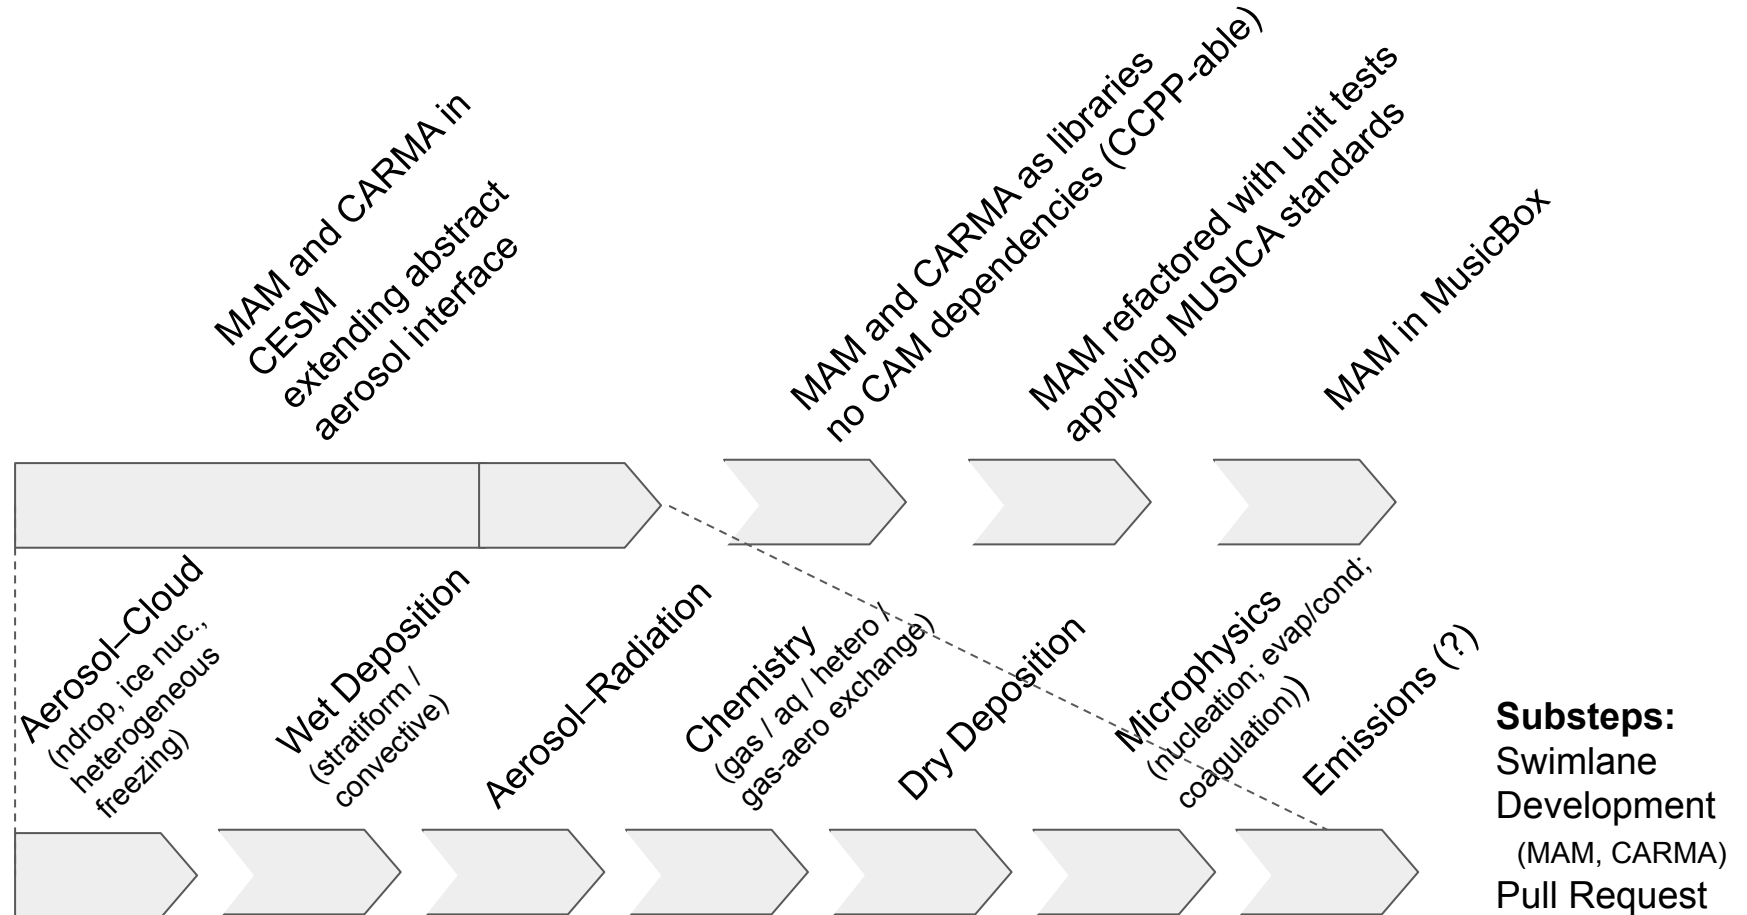 MAM and CARMA in
CESM
extending abstract
aerosol interface
MAM and CARMA as libraries
no CAM dependencies (CCPP-able)
MAM refactored with unit tests
applying MUSICA standards
MAM in MusicBox
Aerosol–Cloud
(ndrop, ice nuc.,
heterogeneous
freezing)
Wet Deposition
(stratiform /
convective)
Aerosol–Radiation
Chemistry
(gas / aq / hetero /
gas-aero exchange)
Dry Deposition
Microphysics
(nucleation; evap/cond;
coagulation))
Emissions (?)
Substeps:
Swimlane
Development
(MAM, CARMA)
Pull Request